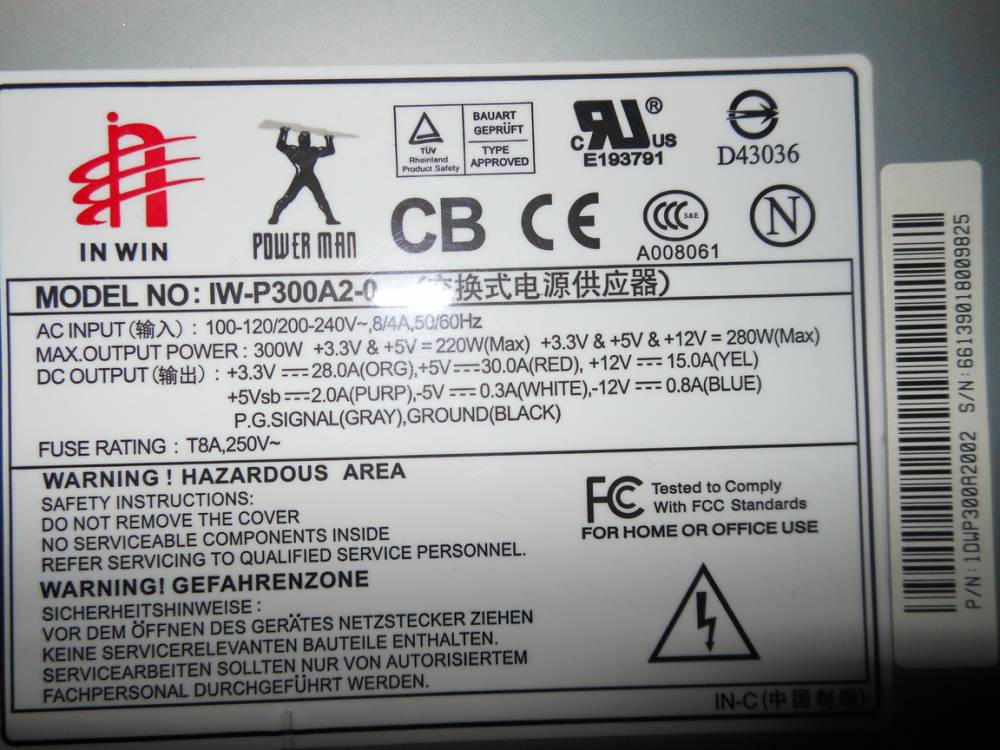 IN WIN
POWER MAN
TÜV
Rheinland
Product Safety
BAUART
GEPRÜFT
TYPE
APPROVED
c RU ® US
E193791
D43036
CB
CE
CCC S&E
A008061
N
MODEL NO: IW-P300A2-0 (变换式电源供应器)
AC INPUT (输入) : 100-120/200-240V~,8/4A,50/60Hz
MAX.OUTPUT POWER : 300W +3.3V & +5V = 220W(Max) +3.3V & +5V & +12V = 280W(Max)
DC OUTPUT (输出) : +3.3V ⎓ 28.0A(ORG),+5V ⎓ 30.0A(RED), +12V ⎓ 15.0A(YEL)
+5Vsb ⎓ 2.0A(PURP),-5V ⎓ 0.3A(WHITE),-12V ⎓ 0.8A(BLUE)
P.G.SIGNAL(GRAY),GROUND(BLACK)
FUSE RATING : T8A,250V~
WARNING ! HAZARDOUS AREA
SAFETY INSTRUCTIONS:
DO NOT REMOVE THE COVER
NO SERVICEABLE COMPONENTS INSIDE
REFER SERVICING TO QUALIFIED SERVICE PERSONNEL.
WARNING! GEFAHRENZONE
SICHERHEITSHINWEISE :
VOR DEM ÖFFNEN DES GERÄTES NETZSTECKER ZIEHEN
KEINE SERVICERELEVANTEN BAUTEILE ENTHALTEN.
SERVICEARBEITEN SOLLTEN NUR VON AUTORISIERTEM
FACHPERSONAL DURCHGEFÜHRT WERDEN.
FC Tested to Comply
With FCC Standards
FOR HOME OR OFFICE USE
IN-C (中国制造)
P/N:1DWP300A2002 S/N:66139018009825